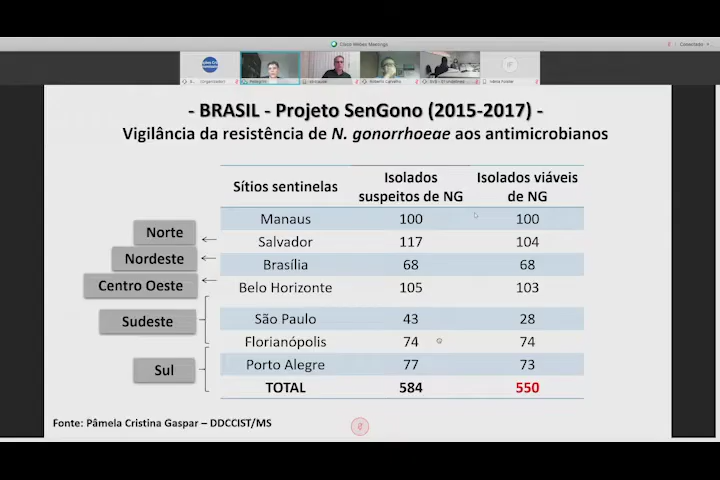 Cisco Webex Meetings
- BRASIL - Projeto SenGono (2015-2017) -
Vigilância da resistência de N. gonorrhoeae aos antimicrobianos
Sítios sentinelas
Isolados suspeitos de NG
Isolados viáveis de NG
Manaus 100 100
Salvador 117 104
Brasília 68 68
Belo Horizonte 105 103
São Paulo 43 28
Florianópolis 74 74
Porto Alegre 77 73
TOTAL 584 550
Norte
Nordeste
Centro Oeste
Sudeste
Sul
Fonte: Pâmela Cristina Gaspar – DDCCIST/MS